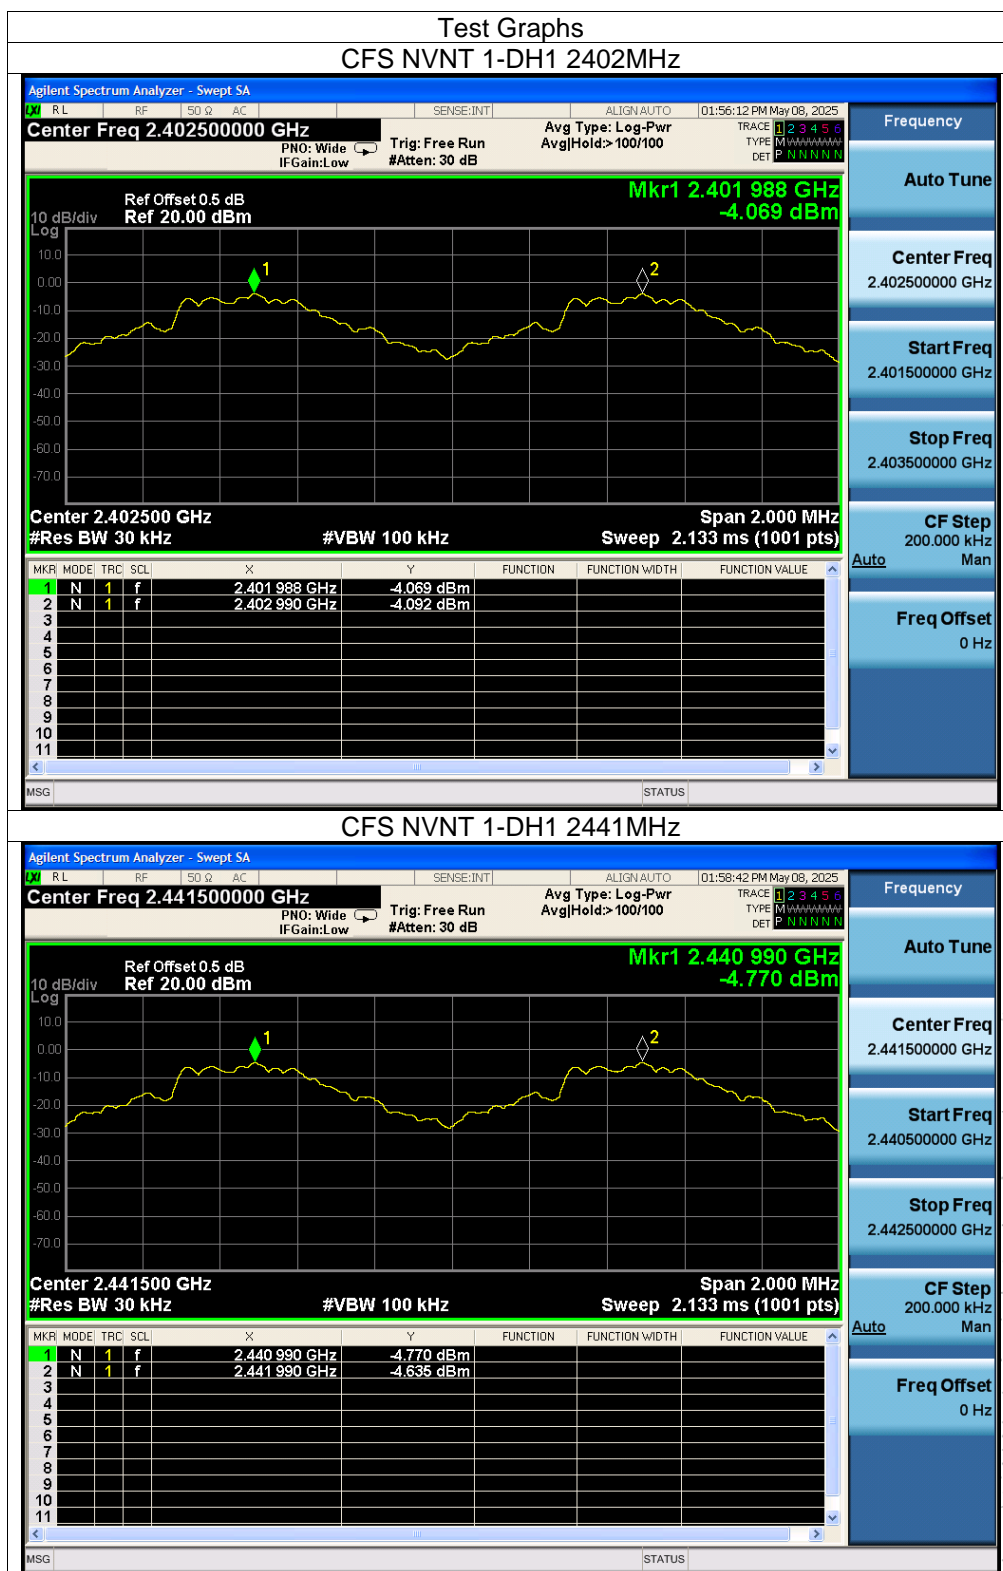 Test Graphs
CFS NVNT 1-DH1 2402MHz
Agilent Spectrum Analyzer - Swept SA
LXI RL RF 50 Ω AC SENSE:INT ALIGN AUTO 01:56:12 PM May 08, 2025
Center Freq 2.402500000 GHz
PNO: Wide
IFGain:Low
Trig: Free Run
#Atten: 30 dB
Avg Type: Log-Pwr
Avg|Hold:>100/100
TRACE 1 2 3 4 5 6
TYPE M
DET P N N N N N
Frequency
Auto Tune
Center Freq
2.402500000 GHz
Start Freq
2.401500000 GHz
Stop Freq
2.403500000 GHz
CF Step
200.000 kHz
Auto Man
Freq Offset
0 Hz
Mkr1 2.401 988 GHz
-4.069 dBm
Ref Offset 0.5 dB
10 dB/div Ref 20.00 dBm
Log
10.0
0.00
-10.0
-20.0
-30.0
-40.0
-50.0
-60.0
-70.0
1
2
Center 2.402500 GHz Span 2.000 MHz
#Res BW 30 kHz #VBW 100 kHz Sweep 2.133 ms (1001 pts)
MKR MODE TRC SCL X Y FUNCTION FUNCTION WIDTH FUNCTION VALUE
1 N 1 f 2.401 988 GHz -4.069 dBm
2 N 1 f 2.402 990 GHz -4.092 dBm
3
4
5
6
7
8
9
10
11
MSG STATUS
CFS NVNT 1-DH1 2441MHz
Agilent Spectrum Analyzer - Swept SA
LXI RL RF 50 Ω AC SENSE:INT ALIGN AUTO 01:58:42 PM May 08, 2025
Center Freq 2.441500000 GHz
PNO: Wide
IFGain:Low
Trig: Free Run
#Atten: 30 dB
Avg Type: Log-Pwr
Avg|Hold:>100/100
TRACE 1 2 3 4 5 6
TYPE M
DET P N N N N N
Frequency
Auto Tune
Center Freq
2.441500000 GHz
Start Freq
2.440500000 GHz
Stop Freq
2.442500000 GHz
CF Step
200.000 kHz
Auto Man
Freq Offset
0 Hz
Mkr1 2.440 990 GHz
-4.770 dBm
Ref Offset 0.5 dB
10 dB/div Ref 20.00 dBm
Log
10.0
0.00
-10.0
-20.0
-30.0
-40.0
-50.0
-60.0
-70.0
1
2
Center 2.441500 GHz Span 2.000 MHz
#Res BW 30 kHz #VBW 100 kHz Sweep 2.133 ms (1001 pts)
MKR MODE TRC SCL X Y FUNCTION FUNCTION WIDTH FUNCTION VALUE
1 N 1 f 2.440 990 GHz -4.770 dBm
2 N 1 f 2.441 990 GHz -4.635 dBm
3
4
5
6
7
8
9
10
11
MSG STATUS